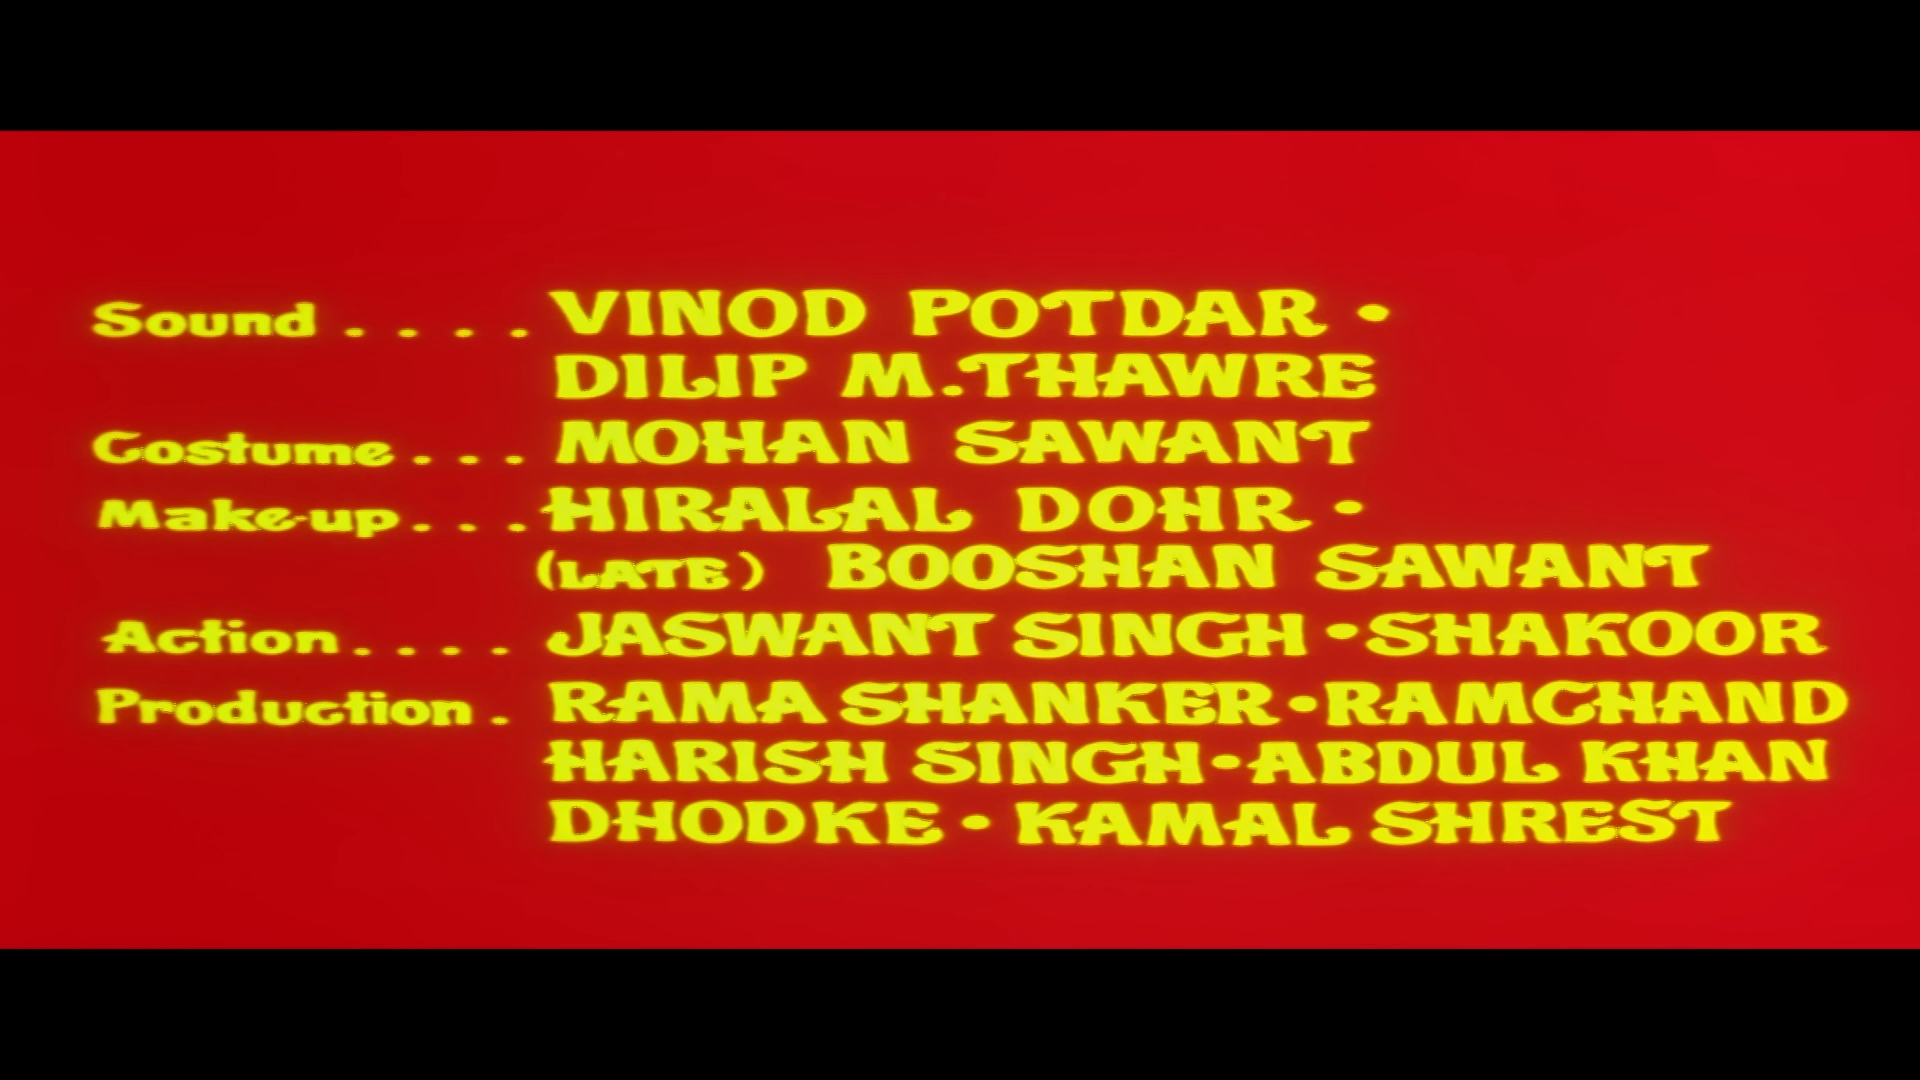 Sound . . . . VINOD POTDAR •
DILIP M.THAWRE
Costume . . . MOHAN SAWANT
Make-up . . . HIRALAL DOHR •
(LATE) BOOSHAN SAWANT
Action . . . . JASWANT SINGH • SHAKOOR
Production . RAMA SHANKER • RAMCHAND
HARISH SINGH • ABDUL KHAN
DHODKE • KAMAL SHREST